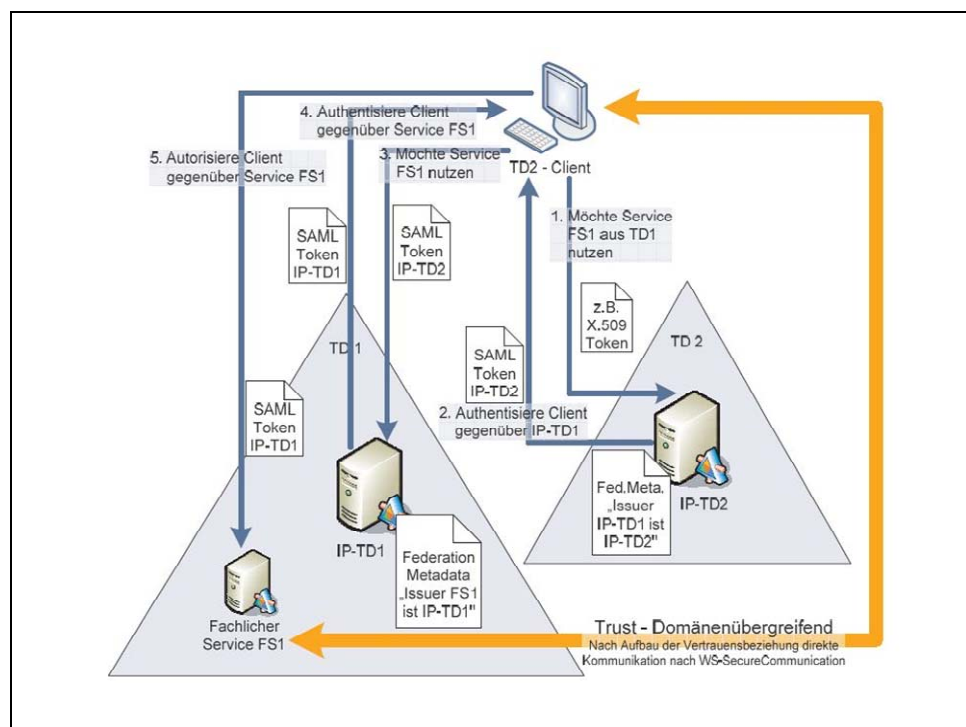 4. Authentisiere Client
gegenüber Service FS1
5. Autorisiere Client
gegenüber Service FS1
3. Möchte Service
FS1 nutzen
TD2 - Client
1. Möchte Service
FS1 aus TD1
nutzen
SAML
Token
IP-TD1
SAML
Token
IP-TD2
z.B.
X.509
Token
TD 1
TD 2
SAML
Token
IP-TD2
SAML
Token
IP-TD1
2. Authentisiere Client
gegenüber IP-TD1
IP-TD1
IP-TD2
Fed.Meta.
„Issuer
IP-TD1 ist
IP-TD2"
Federation
Metadata
„Issuer FS1
ist IP-TD1"
Fachlicher
Service FS1
Trust - Domänenübergreifend
Nach Aufbau der Vertrauensbeziehung direkte
Kommunikation nach WS-SecureCommunication